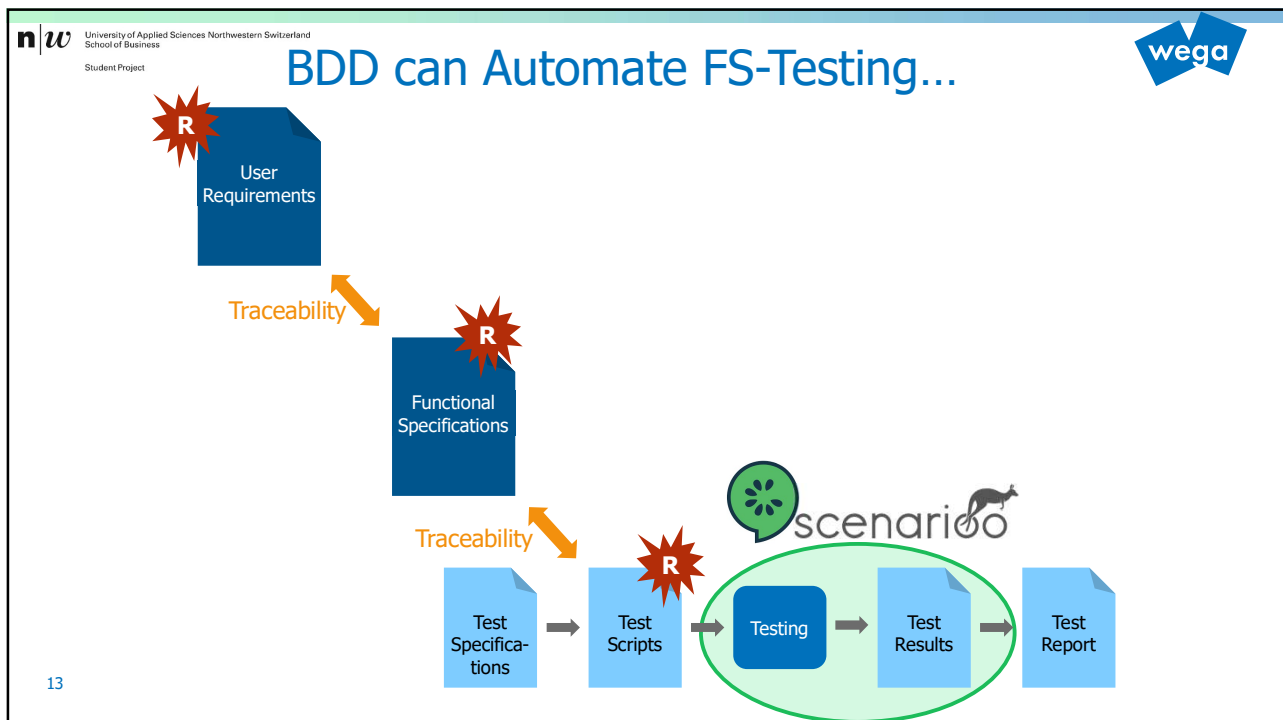 n|w University of Applied Sciences Northwestern Switzerland
School of Business
Student Project
BDD can Automate FS-Testing…
wega
R
User
Requirements
Traceability
R
Functional
Specifications
Traceability
scenarioo
R
Test
Specifica-
tions
Test
Scripts
Testing
Test
Results
Test
Report
13